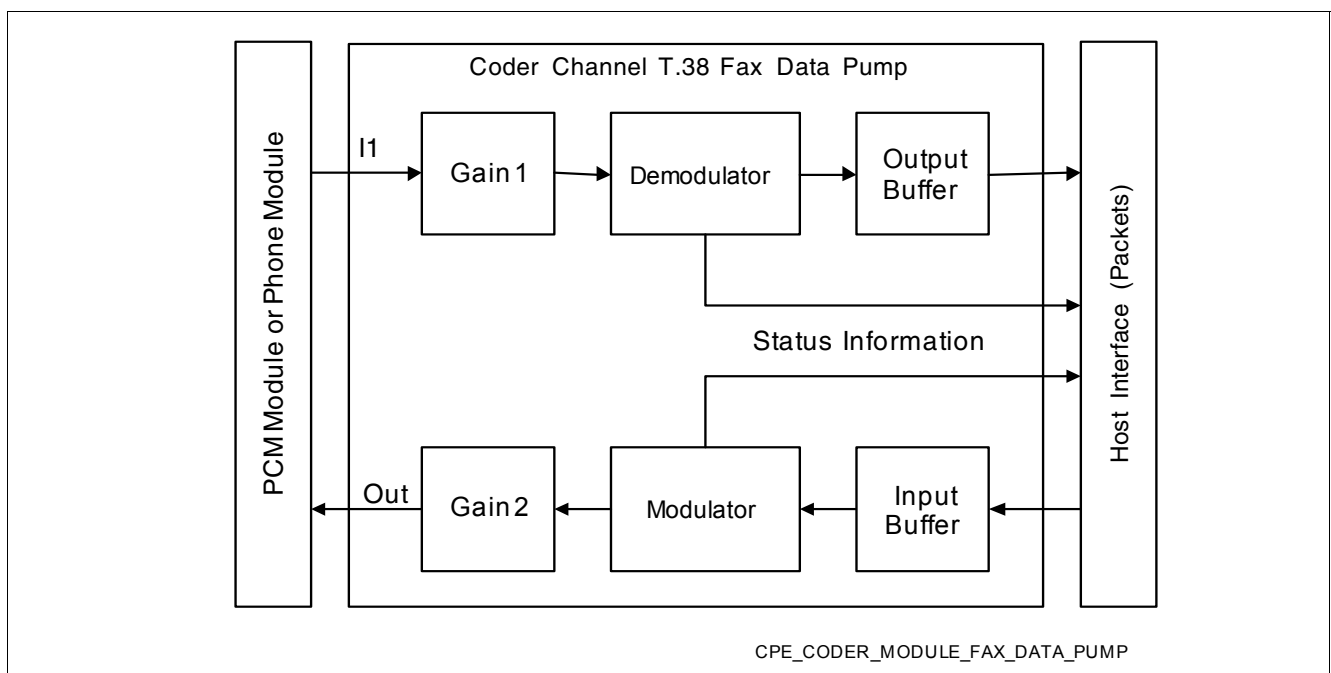 Coder Channel T.38 Fax Data Pump
PCM Module or Phone Module
I1
Gain 1
Demodulator
Output
Buffer
Host Interface (Packets)
Status Information
Out
Gain 2
Modulator
Input
Buffer
CPE_CODER_MODULE_FAX_DATA_PUMP